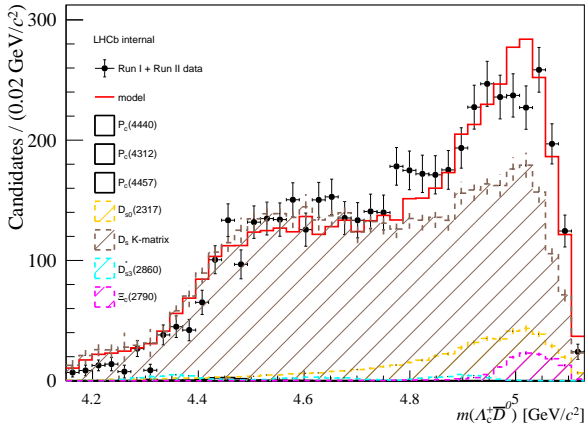 300
200
100
0
Candidates / (0.02 GeV/c²)
LHCb internal
Run I + Run II data
model
P_c(4440)
P_c(4312)
P_c(4457)
D_s0(2317)
D_s K-matrix
D*_s3(2860)
Ξ_c(2790)
4.2 4.4 4.6 4.8 5
m(Λ_c⁺D̅⁰) [GeV/c²]